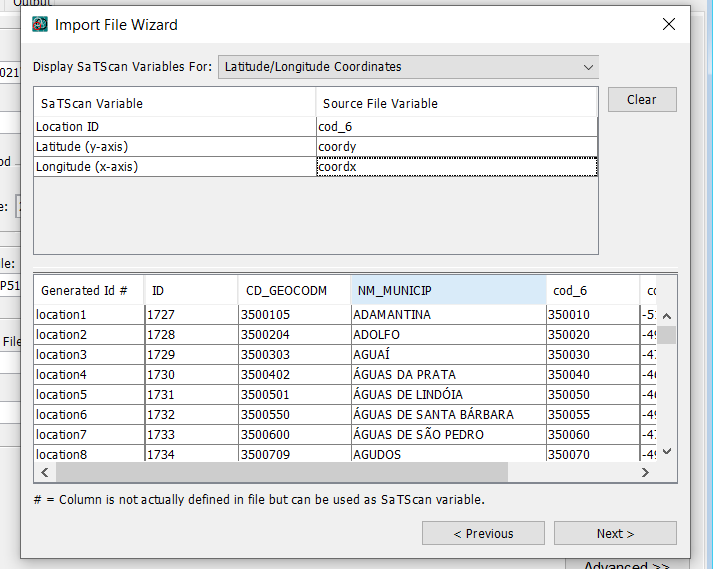 Output
Import File Wizard
Display SaTScan Variables For: Latitude/Longitude Coordinates
SaTScan Variable Source File Variable Clear
Location ID cod_6
Latitude (y-axis) coordy
Longitude (x-axis) coordx
Generated Id # ID CD_GEOCODM NM_MUNICIP cod_6
location1 1727 3500105 ADAMANTINA 350010
location2 1728 3500204 ADOLFO 350020
location3 1729 3500303 AGUAÍ 350030
location4 1730 3500402 ÁGUAS DA PRATA 350040
location5 1731 3500501 ÁGUAS DE LINDÓIA 350050
location6 1732 3500550 ÁGUAS DE SANTA BÁRBARA 350055
location7 1733 3500600 ÁGUAS DE SÃO PEDRO 350060
location8 1734 3500709 AGUDOS 350070
# = Column is not actually defined in file but can be used as SaTScan variable.
< Previous Next >
Advanced >>
021
e:
le:
P51
File